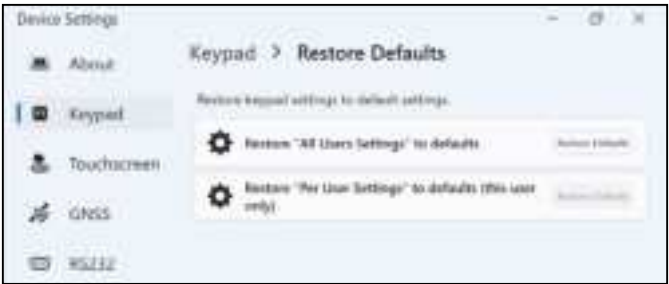 Device Settings
About
Keypad
Touchscreen
GNSS
RS232
Keypad > Restore Defaults
Restore keypad settings to default settings.
Restore "All Users Settings" to defaults
Restore Defaults
Restore "Per User Settings" to defaults (this user
only)
Restore Defaults